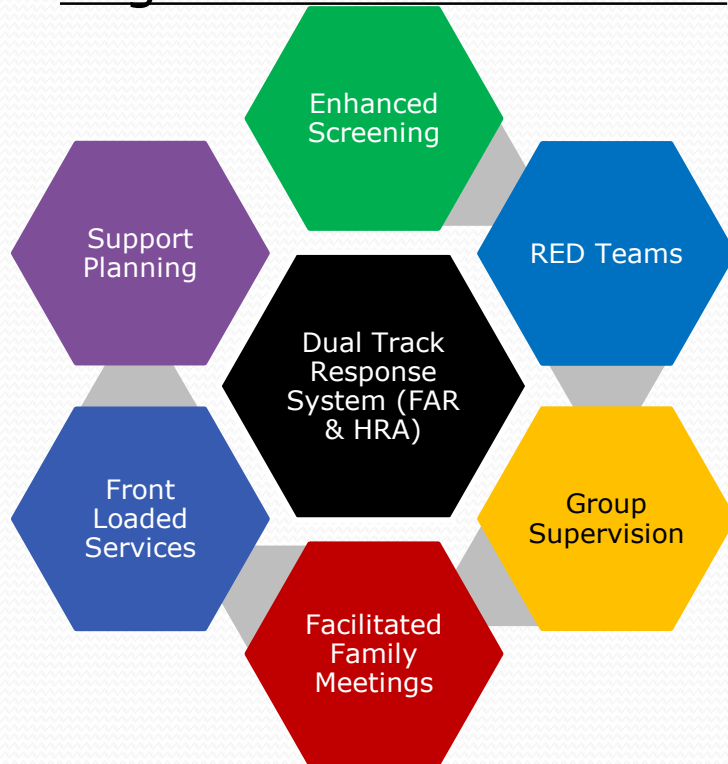 Enhanced
Screening
RED Teams
Group
Supervision
Facilitated
Family
Meetings
Front
Loaded
Services
Support
Planning
Dual Track
Response
System (FAR
& HRA)